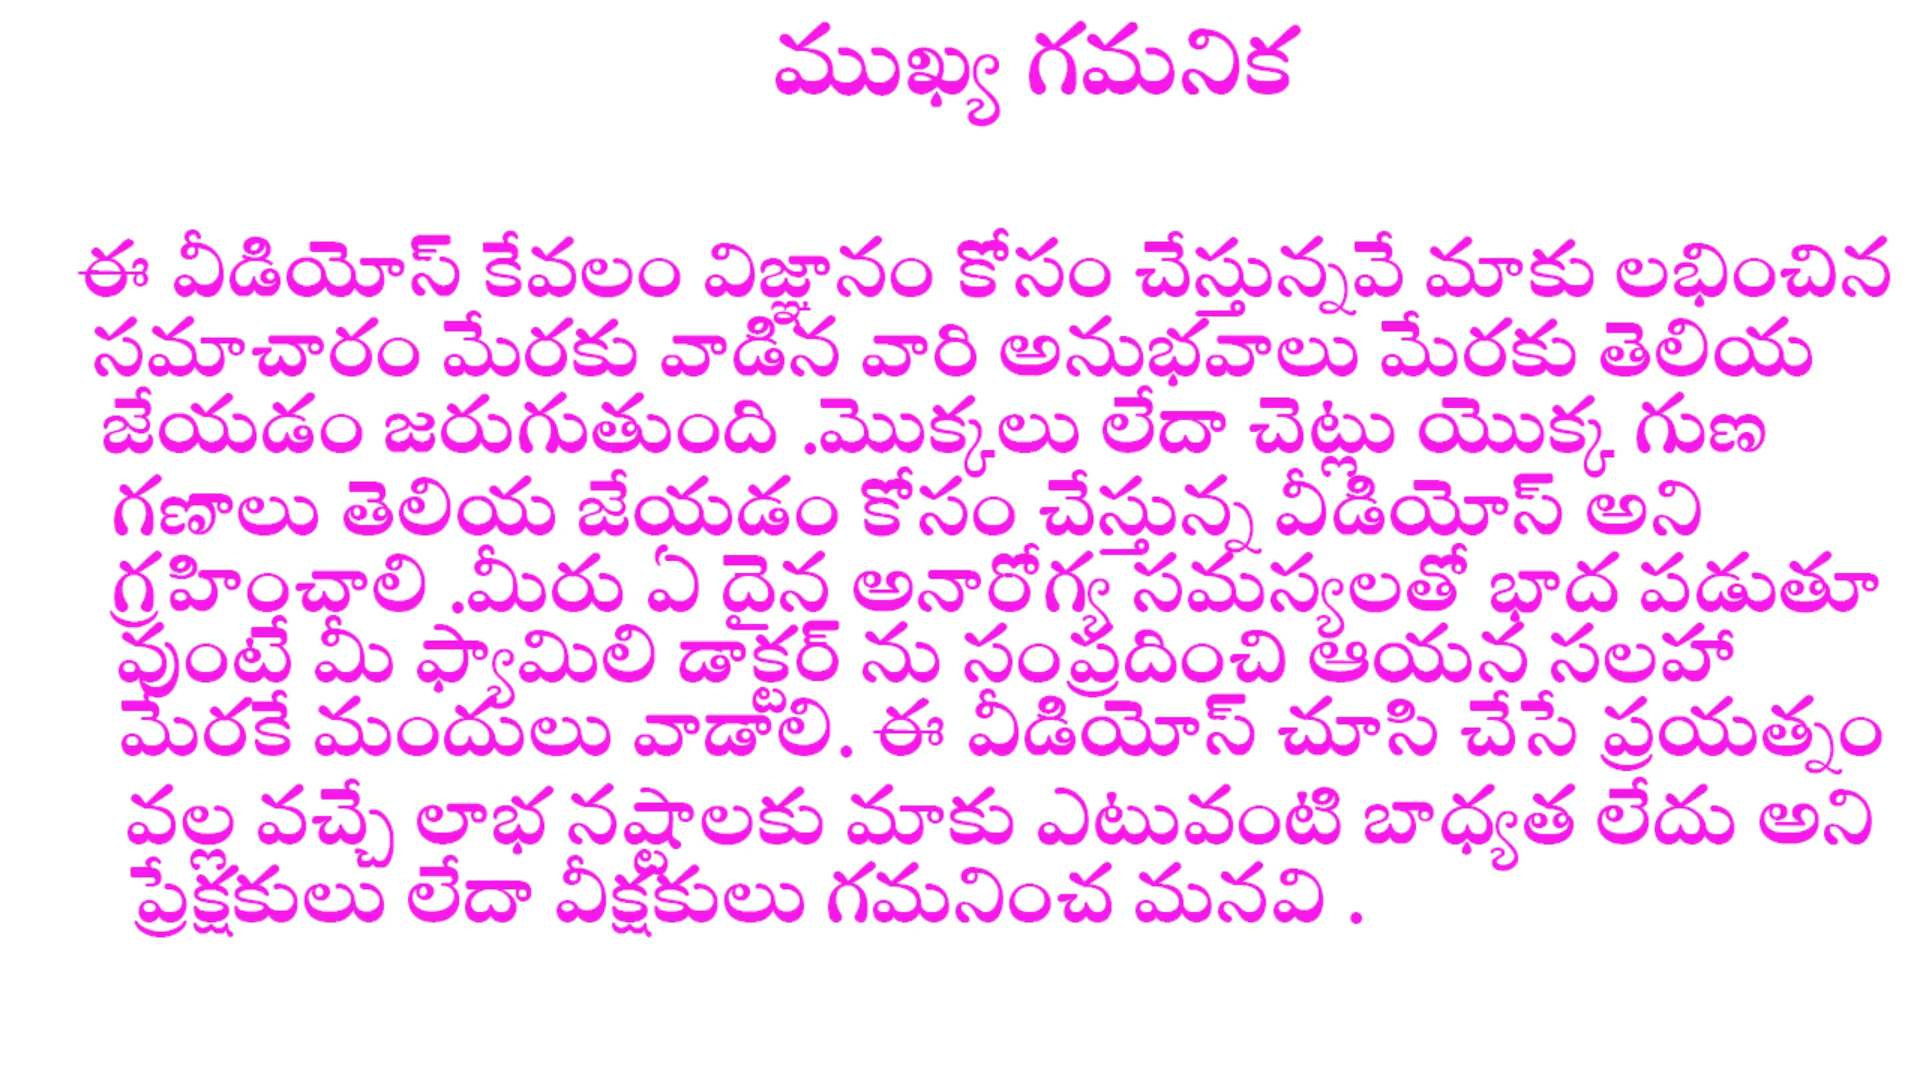 ముఖ్య గమనిక
ఈ వీడియోస్ కేవలం విజ్ఞానం కోసం చేస్తున్నవే మాకు లభించిన
సమాచారం మేరకు వాడిన వారి అనుభవాలు మేరకు తెలియ
జేయడం జరుగుతుంది .మొక్కలు లేదా చెట్లు యొక్క గుణ
గణాలు తెలియ జేయడం కోసం చేస్తున్న వీడియోస్ అని
గ్రహించాలి .మీరు ఏ దైన అనారోగ్య సమస్యలతో భాద పడుతూ
వుంటే మీ ఫ్యామిలి డాక్టర్ ను సంప్రదించి ఆయన సలహా
మేరకే మందులు వాడాలి. ఈ వీడియోస్ చూసి చేసే ప్రయత్నం
వల్ల వచ్చే లాభ నష్టాలకు మాకు ఎటువంటి బాధ్యత లేదు అని
ప్రేక్షకులు లేదా వీక్షకులు గమనించ మనవి .